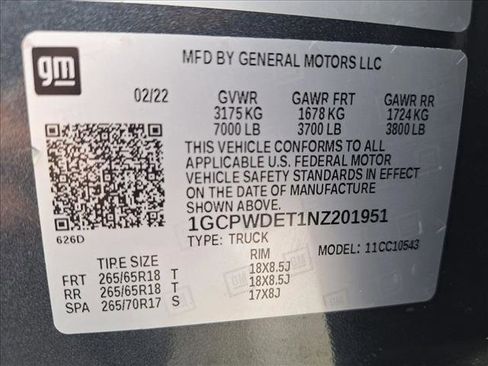 gm
MFD BY GENERAL MOTORS LLC
02/22 GVWR GAWR FRT GAWR RR
3175 KG 1678 KG 1724 KG
7000 LB 3700 LB 3800 LB
THIS VEHICLE CONFORMS TO ALL
APPLICABLE U.S. FEDERAL MOTOR
VEHICLE SAFETY STANDARDS IN EFFECT
ON THE DATE OF MANUFACTURE
SHOWN ABOVE.
1GCPWDET1NZ201951
626D TYPE: TRUCK MODEL: 11CC10543
TIRE SIZE RIM
FRT 265/65R18 T 18X8.5J
RR 265/65R18 T 18X8.5J
SPA 265/70R17 S 17X8J